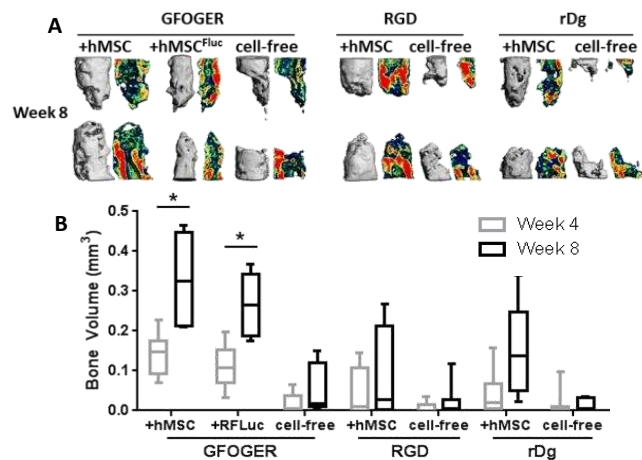 A
GFOGER RGD rDg
+hMSC +hMSCFluc cell-free +hMSC cell-free +hMSC cell-free
Week 8
B
* *
Week 4
Week 8
Bone Volume (mm3)
0.5
0.4
0.3
0.2
0.1
0.0
+hMSC +RFLuc cell-free +hMSC cell-free +hMSC cell-free
GFOGER RGD rDg